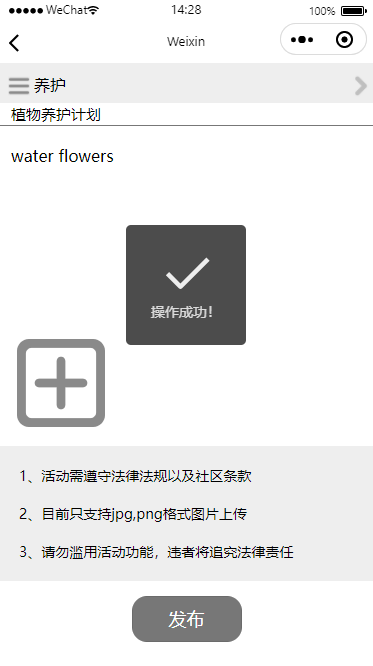 WeChat 14:28 100%
Weixin
养护
植物养护计划
water flowers
操作成功!
1、活动需遵守法律法规以及社区条款
2、目前只支持jpg,png格式图片上传
3、请勿滥用活动功能，违者将追究法律责任
发布